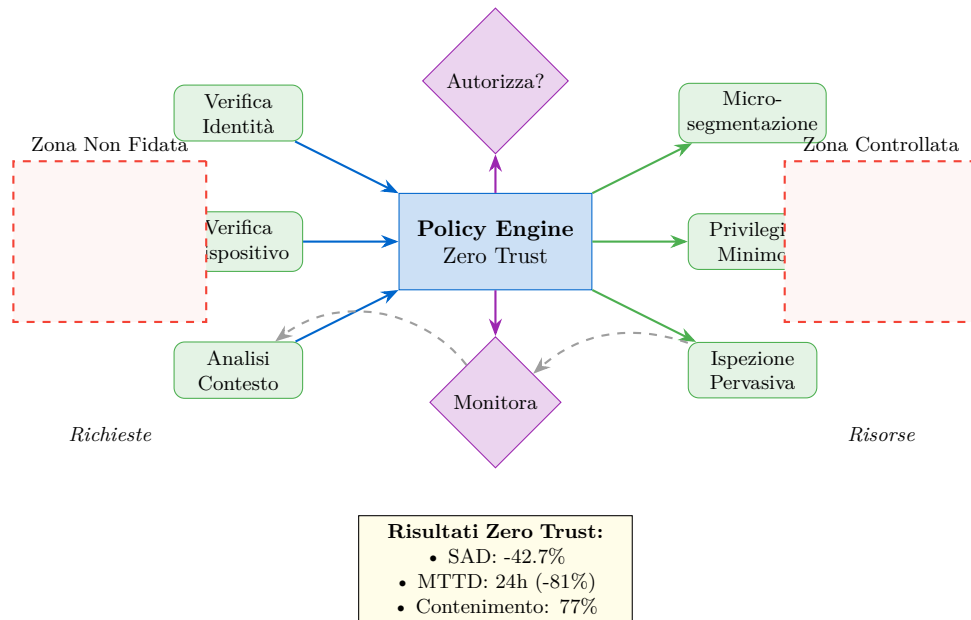 Autorizza?
Verifica
Identità
Micro-
segmentazione
Zona Non Fidata
Zona Controllata
Policy Engine
Zero Trust
Verifica
spositivo
Privilegi
Minimo
Analisi
Contesto
Monitora
Ispezione
Pervasiva
Richieste
Risorse
Risultati Zero Trust:
• SAD: -42.7%
• MTTD: 24h (-81%)
• Contenimento: 77%